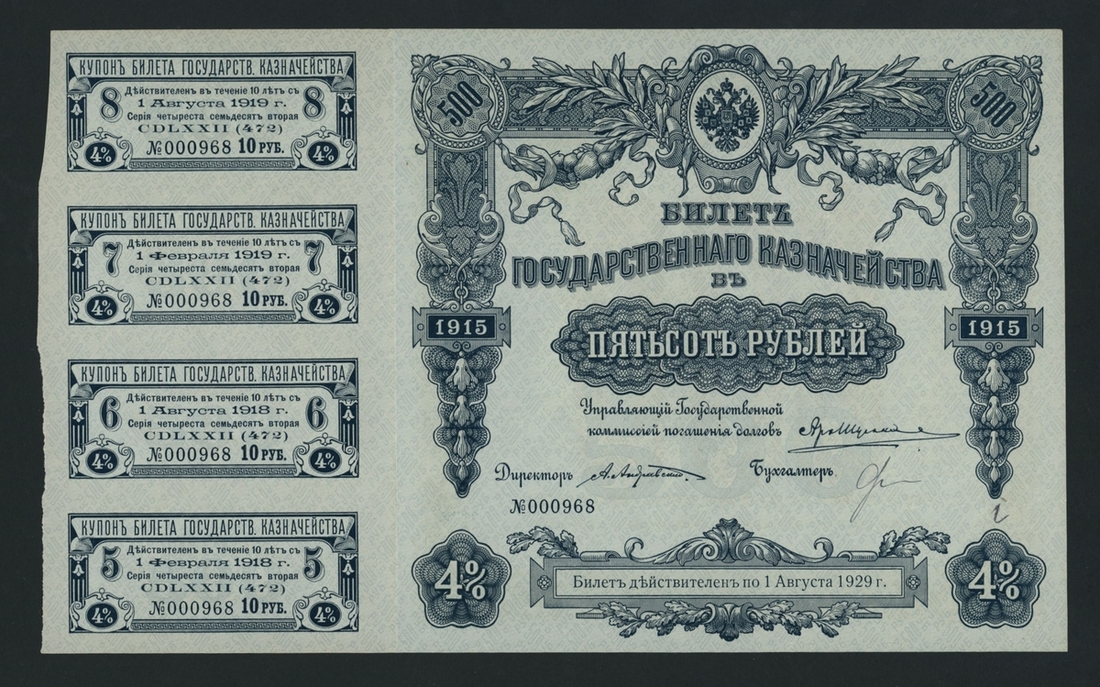 КУПОНЪ БИЛЕТА ГОСУДАРСТВ. КАЗНАЧЕЙСТВА
8 Дѣйствителенъ въ теченіе 10 лѣтъ съ 8
1 Августа 1919 г.
Серія четыреста семьдесятъ вторая
CDLXXII (472)
4% №000968 10 РУБ. 4%
КУПОНЪ БИЛЕТА ГОСУДАРСТВ. КАЗНАЧЕЙСТВА
7 Дѣйствителенъ въ теченіе 10 лѣтъ съ 7
1 Февраля 1919 г.
Серія четыреста семьдесятъ вторая
CDLXXII (472)
4% №000968 10 РУБ. 4%
КУПОНЪ БИЛЕТА ГОСУДАРСТВ. КАЗНАЧЕЙСТВА
6 Дѣйствителенъ въ теченіе 10 лѣтъ съ 6
1 Августа 1918 г.
Серія четыреста семьдесятъ вторая
CDLXXII (472)
4% №000968 10 РУБ. 4%
КУПОНЪ БИЛЕТА ГОСУДАРСТВ. КАЗНАЧЕЙСТВА
5 Дѣйствителенъ въ теченіе 10 лѣтъ съ 5
1 Февраля 1918 г.
Серія четыреста семьдесятъ вторая
CDLXXII (472)
4% №000968 10 РУБ. 4%
500 500
БИЛЕТЪ
ГОСУДАРСТВЕННАГО КАЗНАЧЕЙСТВА
ВЪ
1915 ПЯТЬСОТЪ РУБЛЕЙ 1915
Управляющій Государственной
коммиссіей погашенія долговъ
Директоръ Бухгалтеръ
№000968
4% Билетъ дѣйствителенъ по 1 Августа 1929 г. 4%